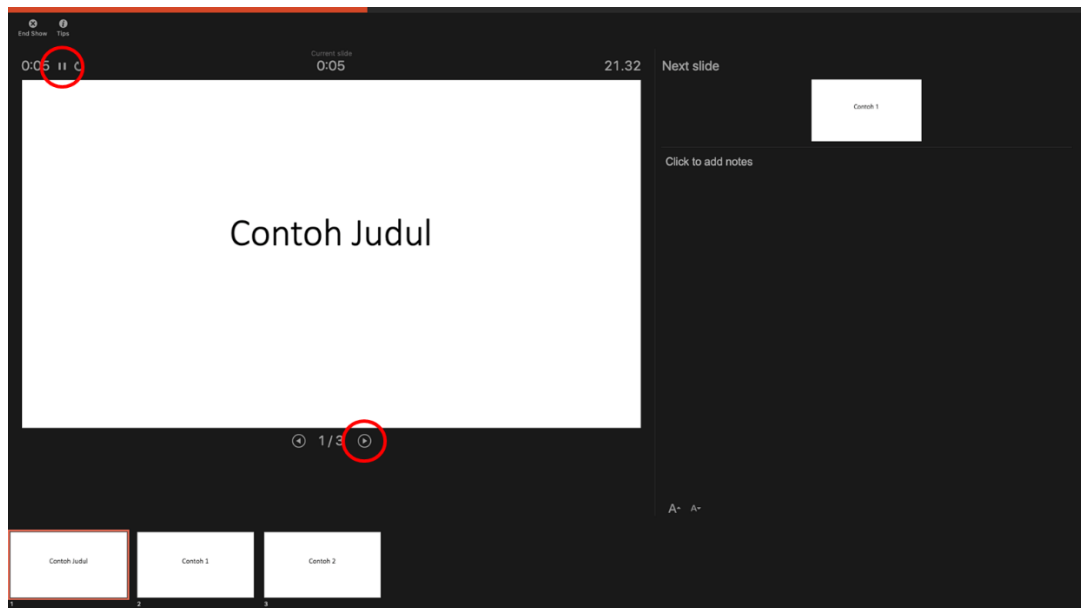 End Show Tips
Current slide
0:05 0:05 21.32
Next slide
Contoh 1
Click to add notes
Contoh Judul
1/3
A A
Contoh Judul
Contoh 1
Contoh 2
1 2 3